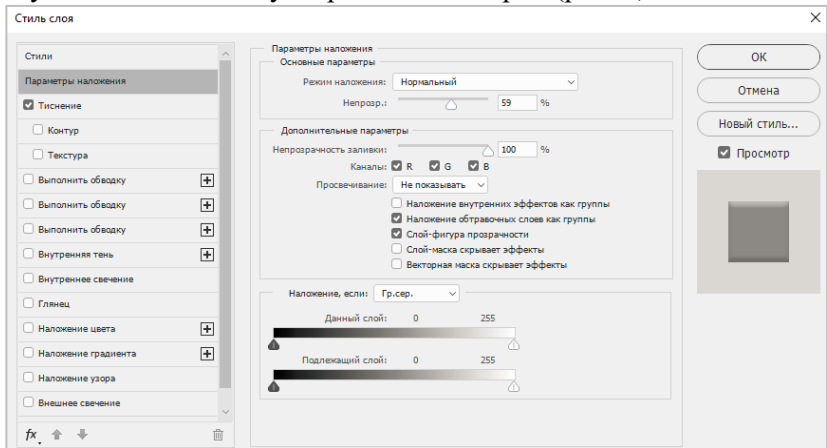 Стиль слоя
Стили
Параметры наложения
Тиснение
Контур
Текстура
Выполнить обводку
Выполнить обводку
Выполнить обводку
Внутренняя тень
Внутреннее свечение
Глянец
Наложение цвета
Наложение градиента
Наложение узора
Внешнее свечение
fx
Параметры наложения
Основные параметры
Режим наложения: Нормальный
Непрозр.: 59 %
Дополнительные параметры
Непрозрачность заливки: 100 %
Каналы: R G B
Просвечивание: Не показывать
Наложение внутренних эффектов как группы
Наложение обтравочных слоев как группы
Слой-фигура прозрачности
Слой-маска скрывает эффекты
Векторная маска скрывает эффекты
Наложение, если: Гр.сер.
Данный слой: 0 255
Подлежащий слой: 0 255
ОК
Отмена
Новый стиль...
Просмотр